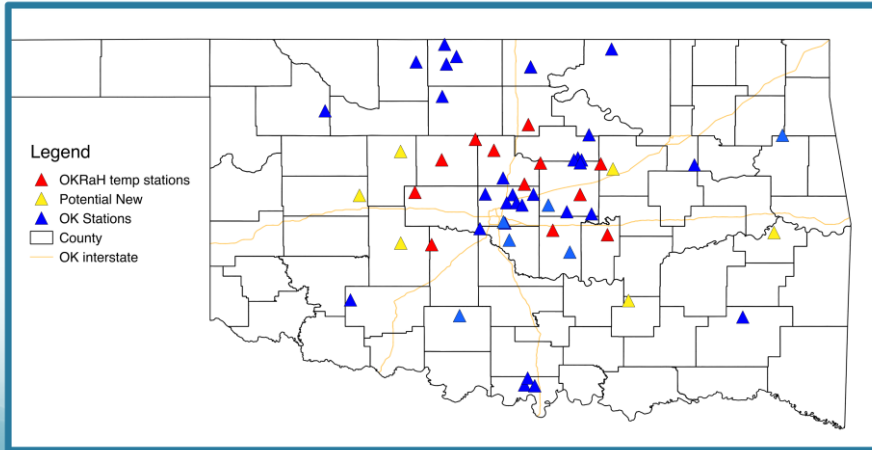 Legend
OKRaH temp stations
Potential New
OK Stations
County
OK interstate